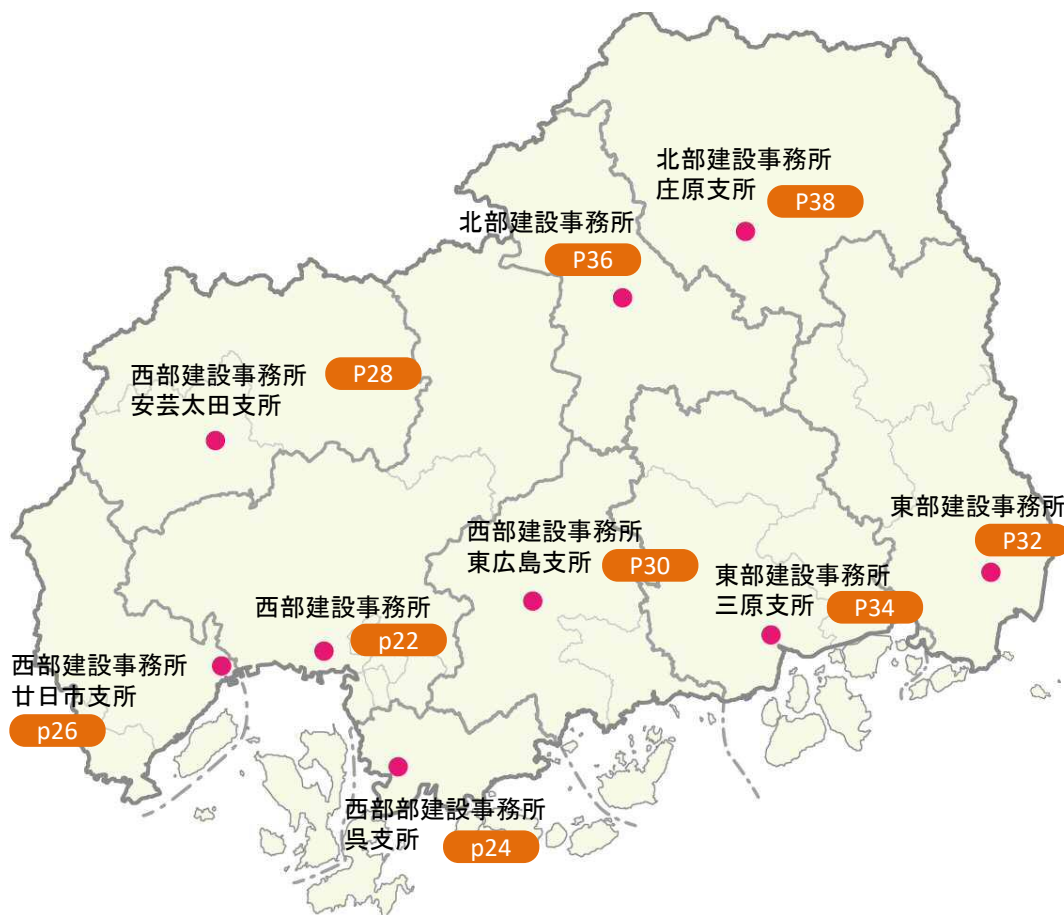 北部建設事務所
庄原支所
P38
北部建設事務所
P36
西部建設事務所
安芸太田支所
P28
東部建設事務所
P32
西部建設事務所
東広島支所
P30
東部建設事務所
三原支所
P34
西部建設事務所
p22
西部建設事務所
廿日市支所
p26
西部部建設事務所
呉支所
p24